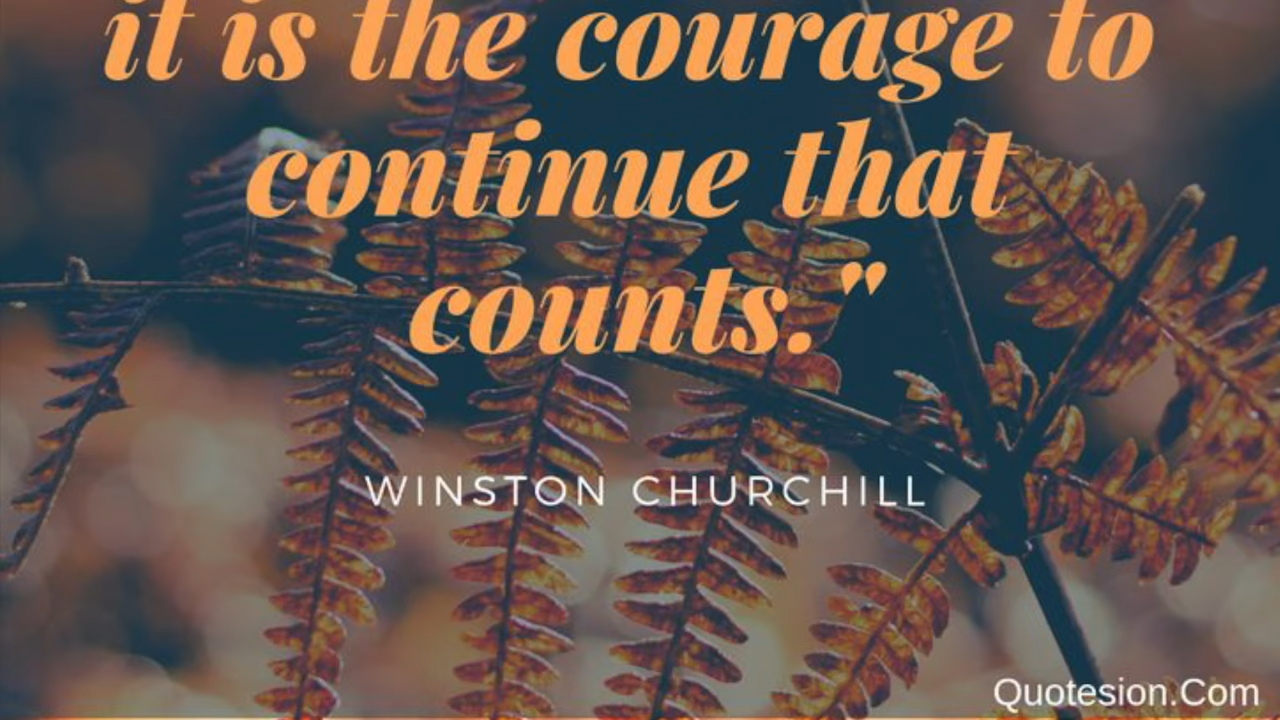 it is the courage to
continue that
counts."
WINSTON CHURCHILL
Quotesion.Com